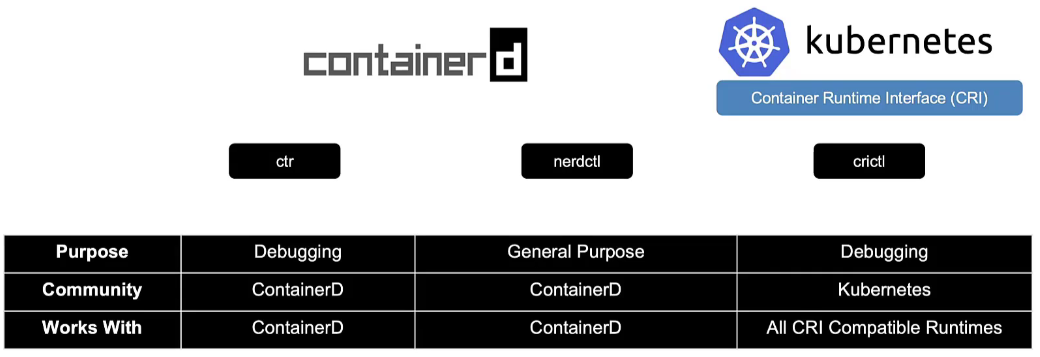 containerd
kubernetes
Container Runtime Interface (CRI)
ctr
nerdctl
crictl
Purpose Debugging General Purpose Debugging
Community ContainerD ContainerD Kubernetes
Works With ContainerD ContainerD All CRI Compatible Runtimes